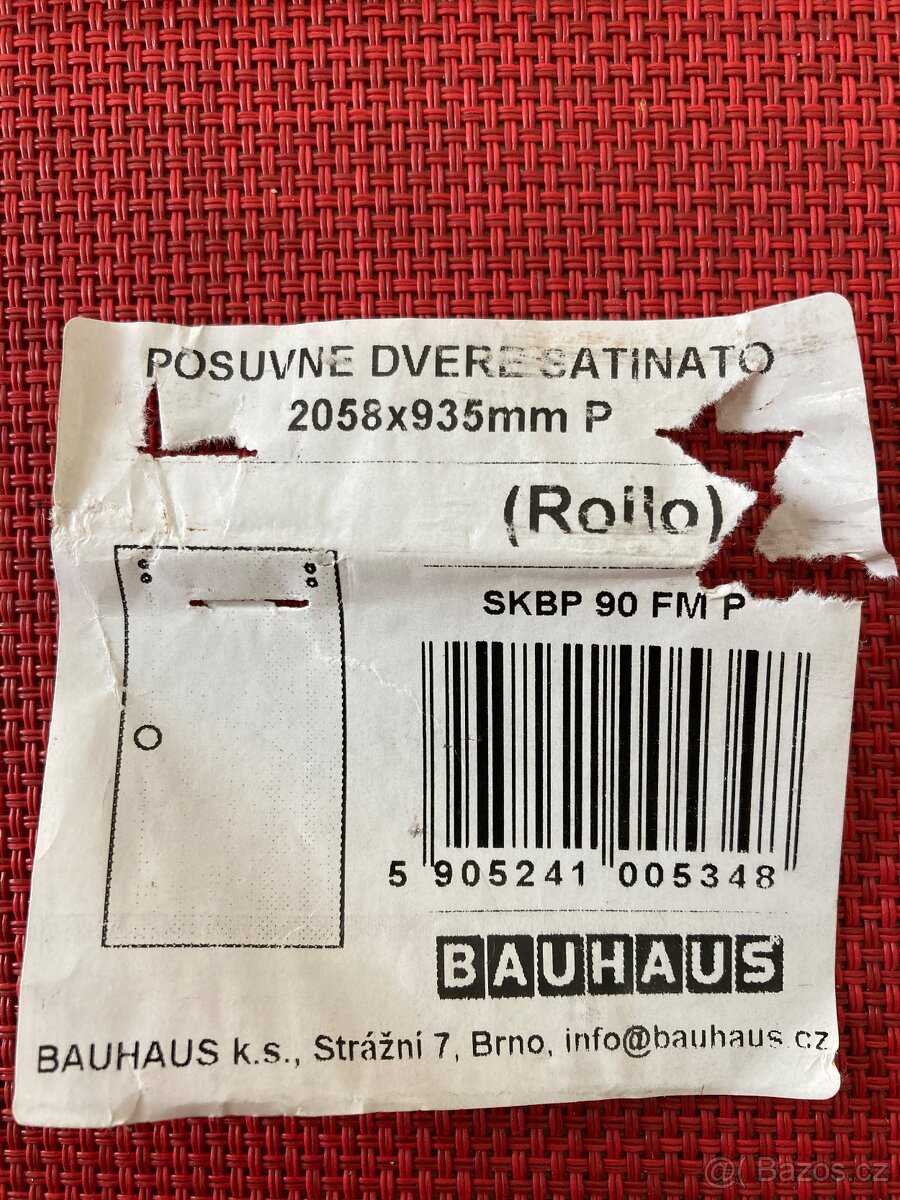 POSUVNE DVERE SATINATO
2058x935mm P
(Rollo)
SKBP 90 FM P
5 905241 005348
BAUHAUS
BAUHAUS k.s., Strážní 7, Brno, info@bauhaus.cz
@ Bazos.cz